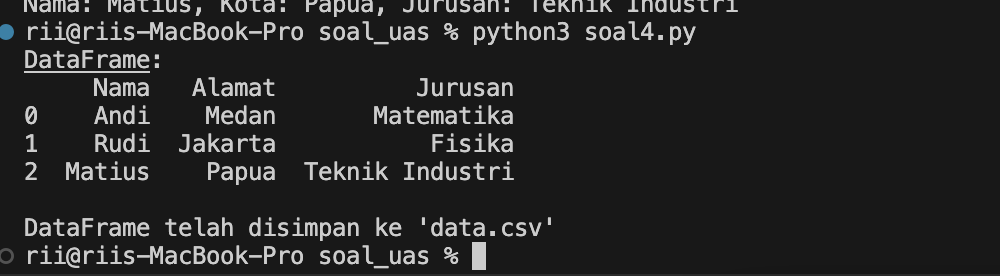 Nama: Matius, Kota: Papua, Jurusan: Teknik Industri
rii@riis-MacBook-Pro soal_uas % python3 soal4.py
DataFrame:
     Nama   Alamat          Jurusan
0    Andi    Medan       Matematika
1    Rudi  Jakarta           Fisika
2  Matius    Papua  Teknik Industri
DataFrame telah disimpan ke 'data.csv'
rii@riis-MacBook-Pro soal_uas %